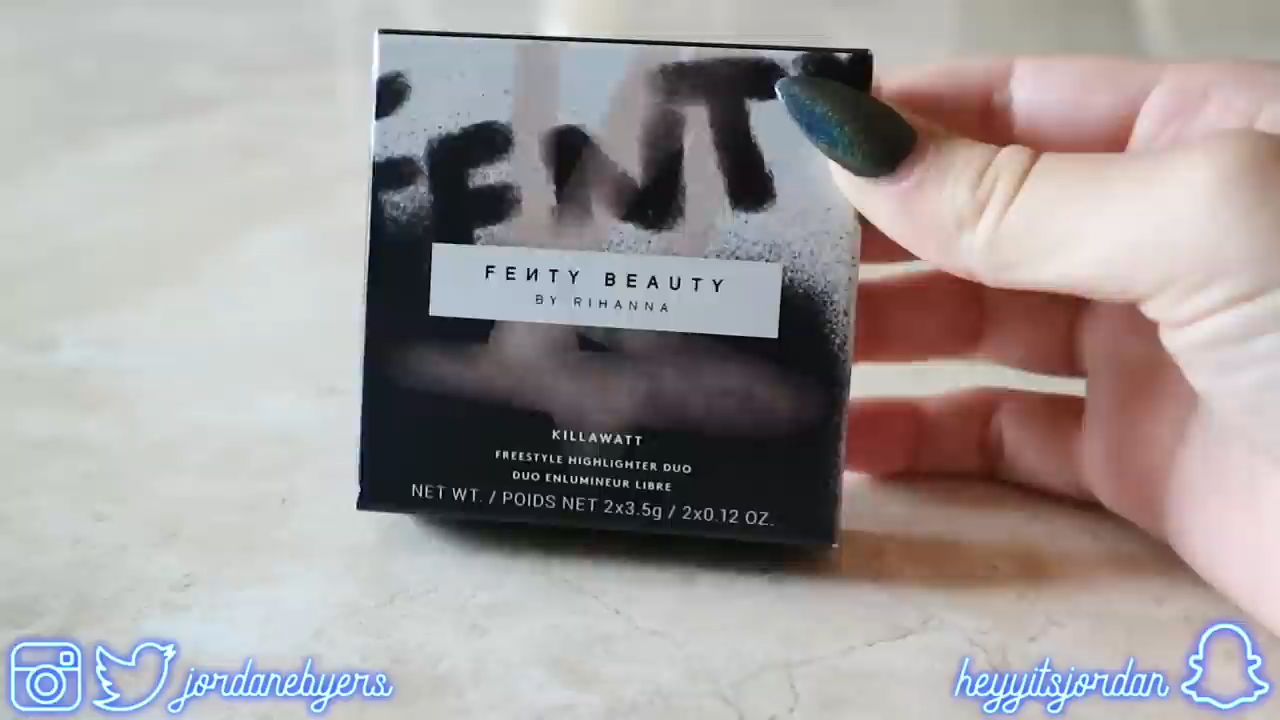 FENTY
FEИTY BEAUTY
BY RIHANNA
KILLAWATT
FREESTYLE HIGHLIGHTER DUO
DUO ENLUMINEUR LIBRE
NET WT. / POIDS NET 2x3.5g / 2x0.12 OZ.
jordanebyers
heyyitsjordan